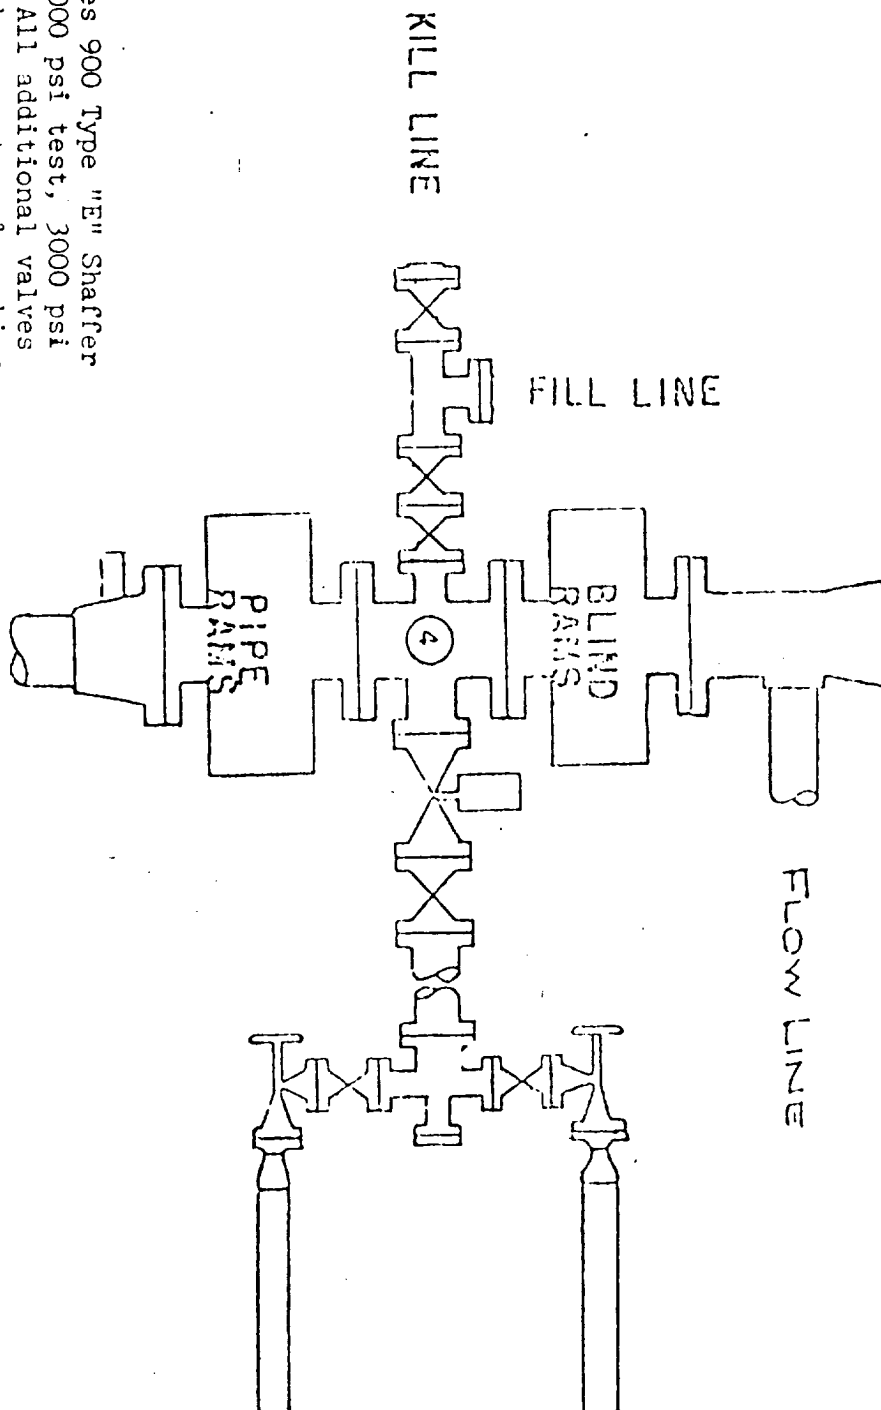 KILL LINE
FILL LINE
BLIND
RAMS
4
PIPE
RAMS
FLOW LINE
es 900 Type "E" Shaffer
000 psi test, 3000 psi
All additional valves